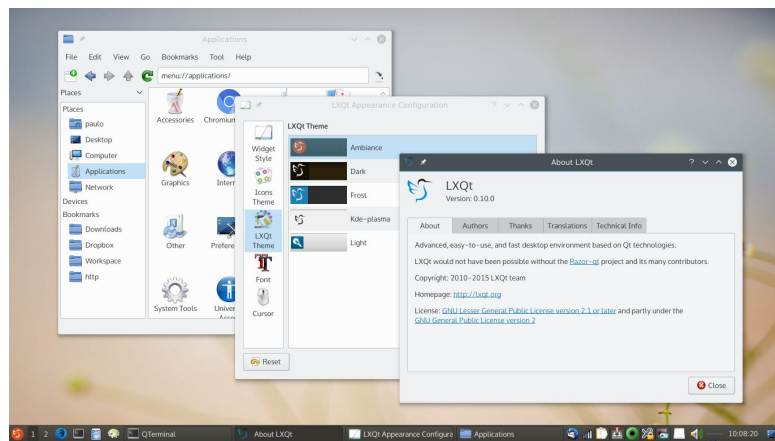 Applications
File Edit View Go Bookmarks Tool Help
menu://applications/
Places
Places
paulo
Desktop
Computer
Applications
Network
Devices
Bookmarks
Downloads
Dropbox
Workspace
http
Accessories
Graphics
Other Prefere
System Tools Univer
LXQt Appearance Configuration
Widget
Style
Icons
Theme
LXQt
Theme
Font
Cursor
Reset
LXQt Theme
Ambiance
Dark
Frost
Kde-plasma
Light
About LXQt
LXQt
Version: 0.10.0
About Authors Thanks Translations Technical Info
Advanced, easy-to-use, and fast desktop environment based on Qt technologies.
LXQt would not have been possible without the Razor-qt project and its many contributors.
Copyright: 2010-2015 LXQt team
Homepage: http://lxqt.org
License: GNU Lesser General Public License version 2.1 or later and partly under the
GNU General Public License version 2
Close
1 2 QTerminal About LXQt LXQt Appearance Configura Applications 10:08:20